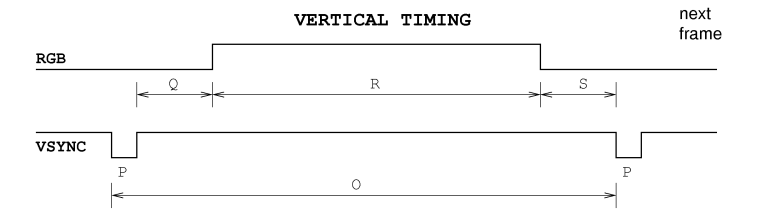 VERTICAL TIMING
next
frame
RGB
Q R S
VSYNC
P P
O